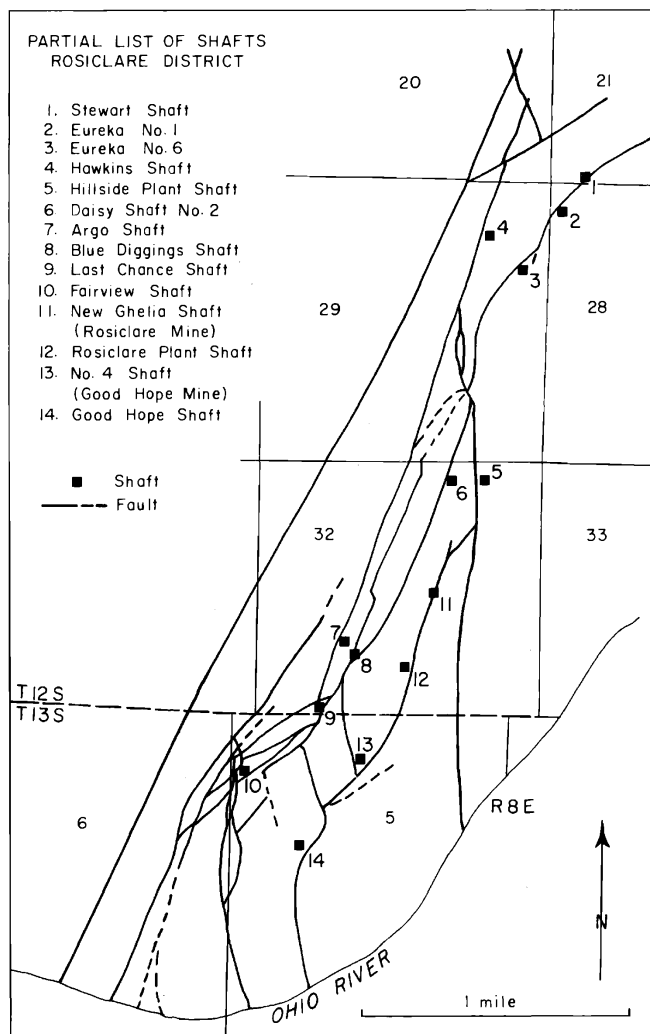 PARTIAL LIST OF SHAFTS
ROSICLARE DISTRICT
1. Stewart Shaft
2. Eureka No. 1
3. Eureka No. 6
4. Hawkins Shaft
5. Hillside Plant Shaft
6. Daisy Shaft No. 2
7. Argo Shaft
8. Blue Diggings Shaft
9. Last Chance Shaft
10. Fairview Shaft
11. New Ghelia Shaft
(Rosiclare Mine)
12. Rosiclare Plant Shaft
13. No. 4 Shaft
(Good Hope Mine)
14. Good Hope Shaft
Shaft
Fault
20
21
1
2
4
3
29
28
5
6
32
33
11
7
8
12
T12S
T13S
9
13
10
R8E
6
5
14
N
OHIO RIVER
1 mile